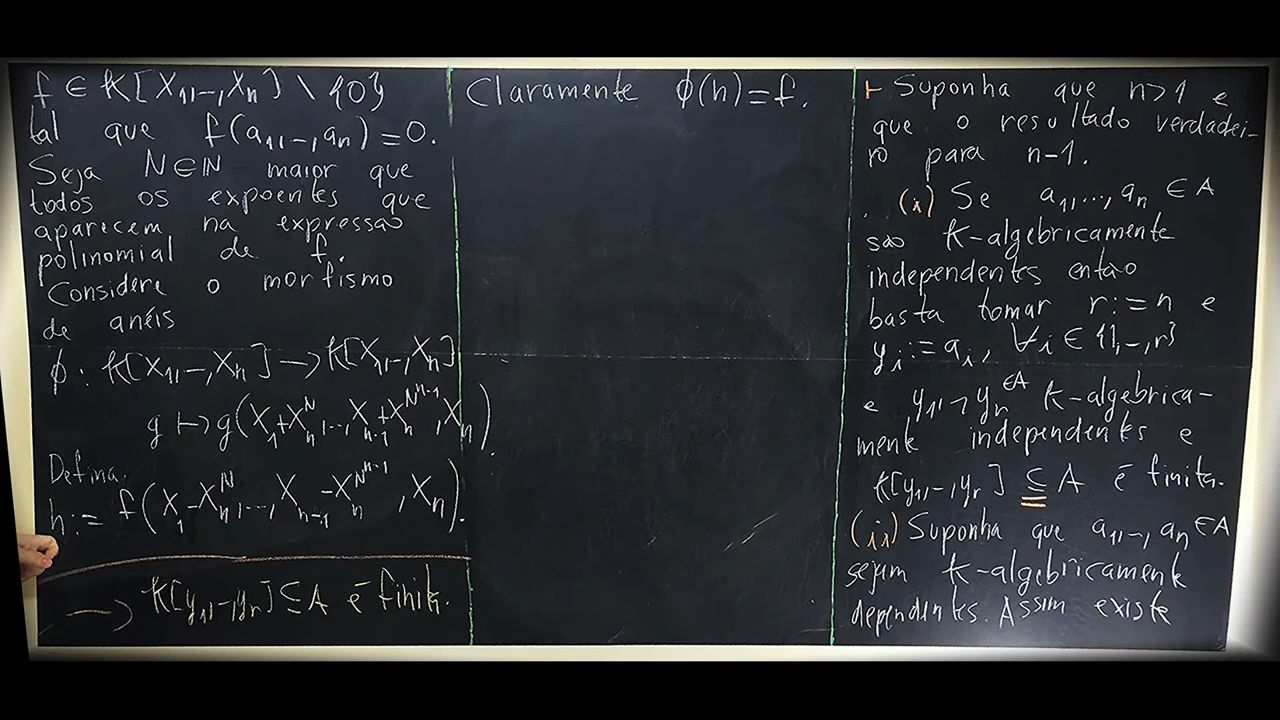 f ∈ K[X₁,–,Xₙ] \ {0}
tal que f(a₁,–,aₙ)=0.
Seja N∈ℕ maior que
todos os expoentes que
aparecem na expressão
polinomial de f.
Considere o morfismo
de anéis
ϕ: K[X₁,–,Xₙ] → K[X₁,–,Xₙ]
g ↦ g(X₁+Xₙ^N,…,Xₙ₋₁+Xₙ^{N^{n-1}},Xₙ).
Defina.
h:= f(X₁-Xₙ^N,…,Xₙ₋₁-Xₙ^{N^{n-1}},Xₙ).
→ K[y₁,–,yᵣ]⊆A é finita.
Claramente ϕ(h)=f.
⊢ Suponha que n>1 e
que o resultado verdadei-
ro para n-1.
(i) Se a₁,…,aₙ ∈ A
são K-algebricamente
independentes então
basta tomar r:=n e
yᵢ:=aᵢ, ∀i∈{1,–,r}
e y₁,–,yᵣ ∈A K-algebrica-
mente independentes e
K[y₁,–,yᵣ] ⊆ A é finita.
(ii) Suponha que a₁,–,aₙ∈A
sejam K-algebricamente
dependentes. Assim existe